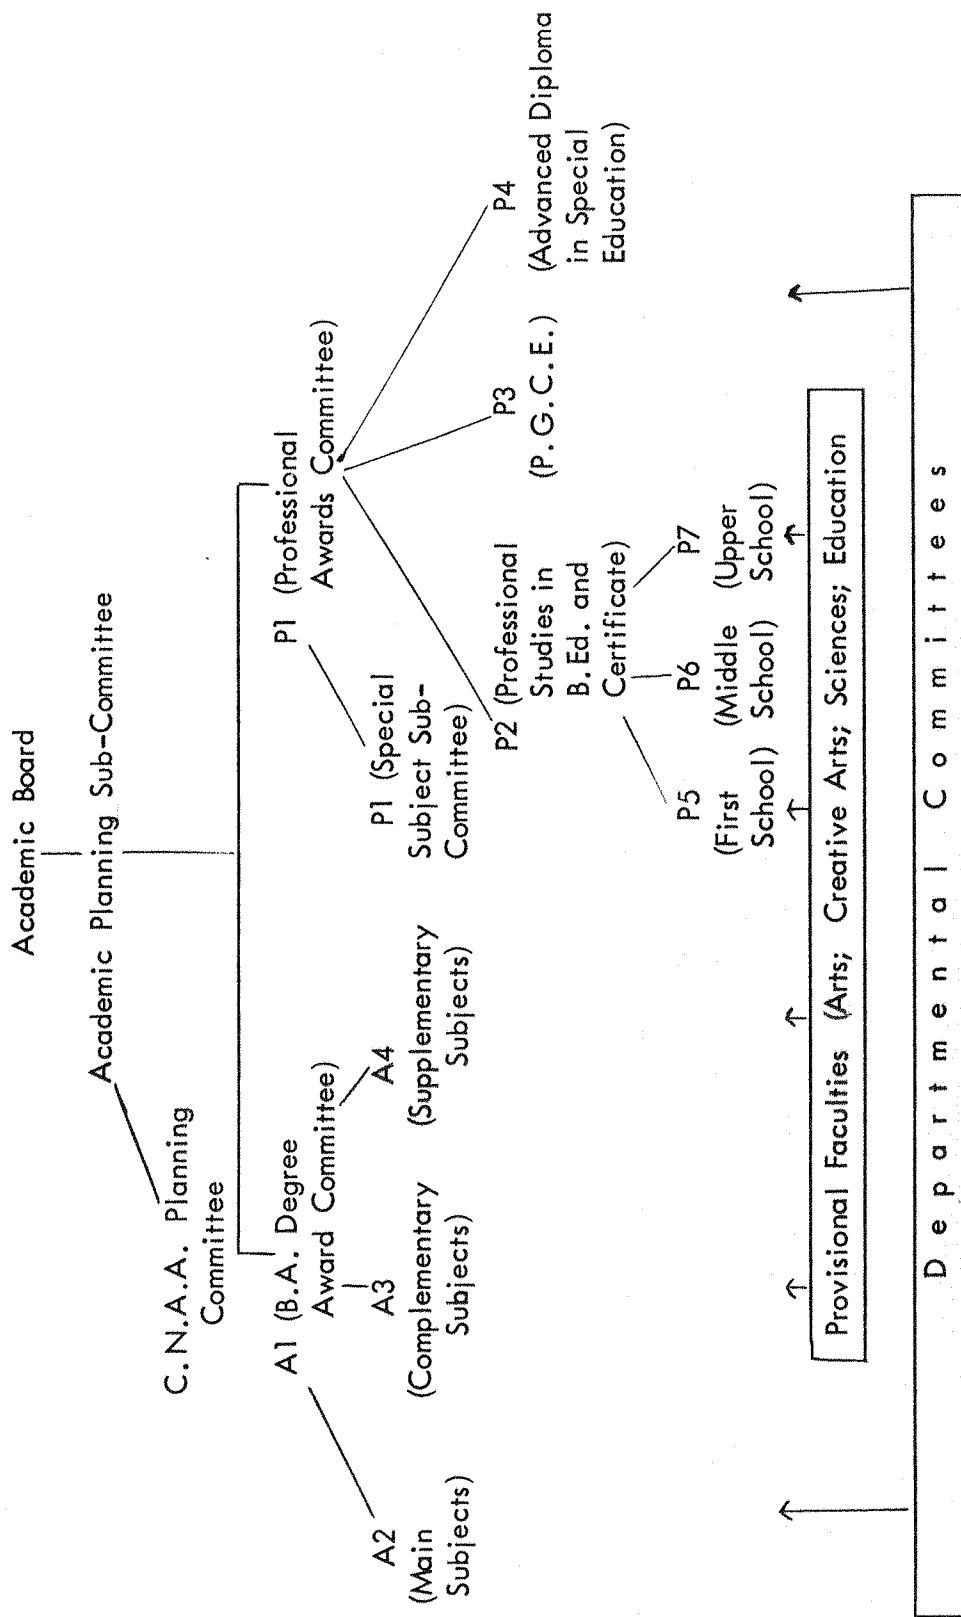 Academic Board
Academic Planning Sub-Committee
C.N.A.A. Planning
Committee
A1 (B.A. Degree
Award Committee)
P1 (Professional
Awards Committee)
A2
(Main
Subjects)
A3
(Complementary
Subjects)
A4
(Supplementary
Subjects)
P1 (Special
Subject Sub-
Committee)
P2 (Professional
Studies in
B.Ed. and
Certificate)
P3
(P.G.C.E.)
P4
(Advanced Diploma
in Special
Education)
P5
(First
School)
P6
(Middle
School)
P7
(Upper
School)
Provisional Faculties (Arts; Creative Arts; Sciences; Education
Departmental Committees